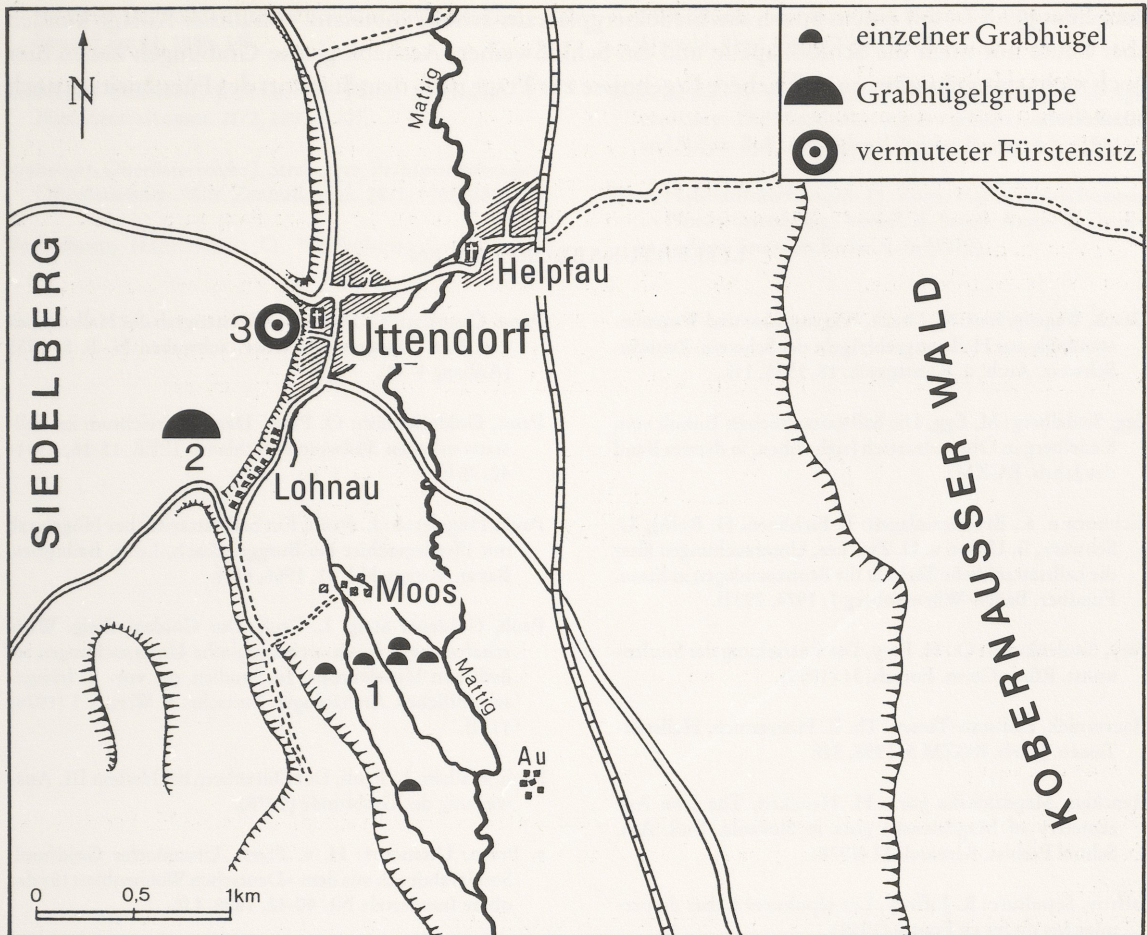 einzelner Grabhügel
Grabhügelgruppe
vermuteter Fürstensitz
N
Mattig
Helpfau
3
Uttendorf
SIEDELBERG
2
Lohnau
KOBERNAUSSER WALD
Moos
1
Mattig
Au
0 0,5 1km